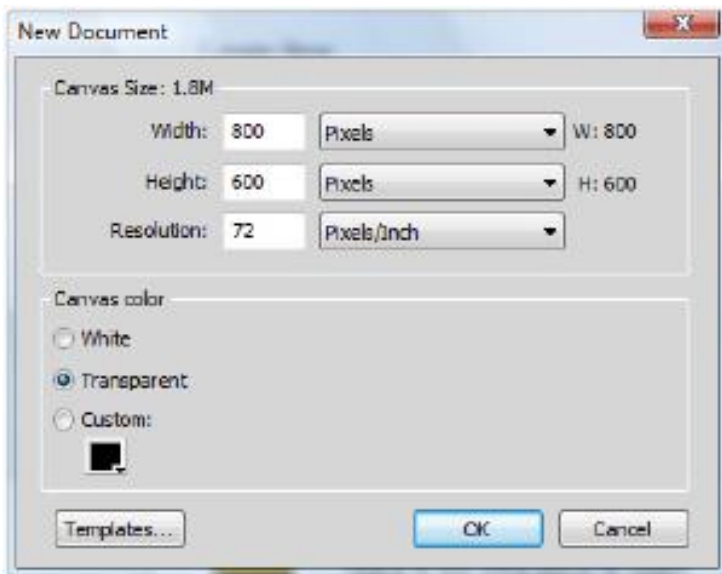 New Document
Canvas Size: 1.8M
Width: 800 Pixels W: 800
Height: 600 Pixels H: 600
Resolution: 72 Pixels/Inch
Canvas color
White
Transparent
Custom:
Templates... OK Cancel